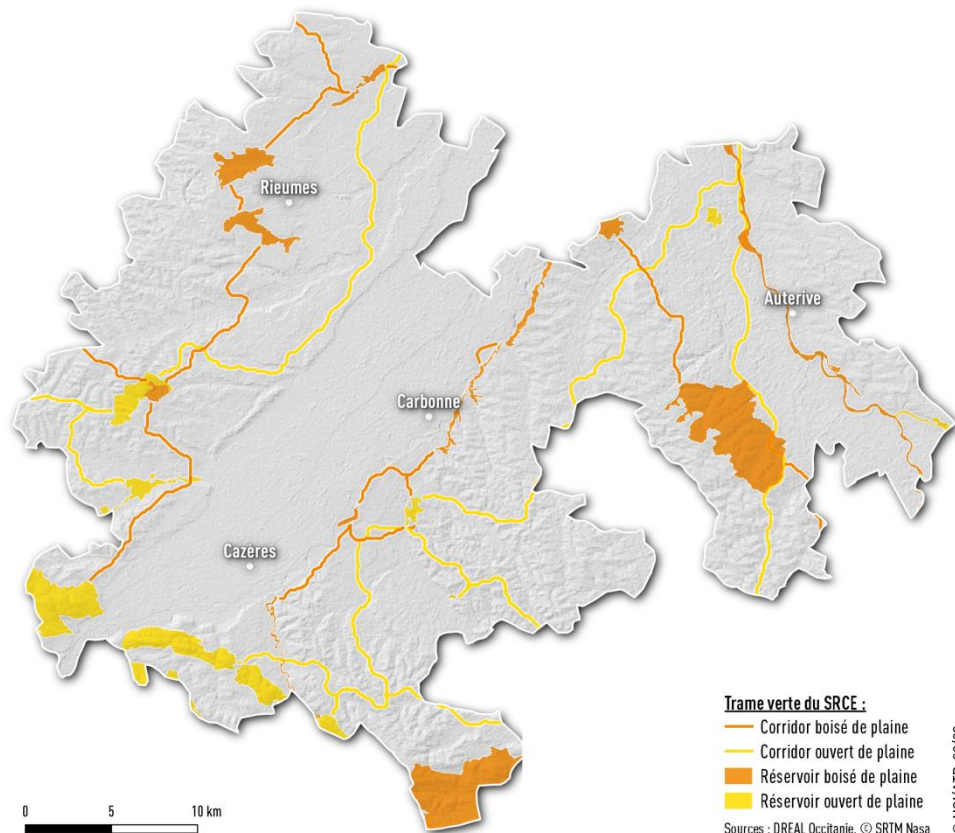 Rieumes
Auterive
Carbonne
Cazères
Trame verte du SRCE :
Corridor boisé de plaine
Corridor ouvert de plaine
Réservoir boisé de plaine
Réservoir ouvert de plaine
0 5 10 km
Sources : DREAL Occitanie, © SRTM Nasa